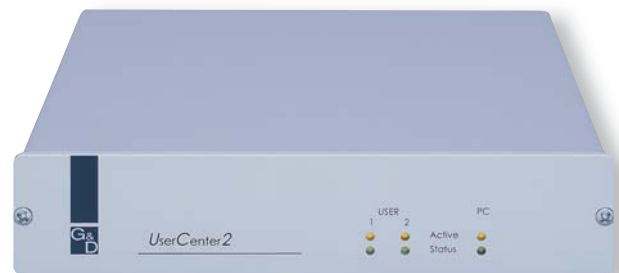 USER PC
1 2
Active
Status
G&D
UserCenter2